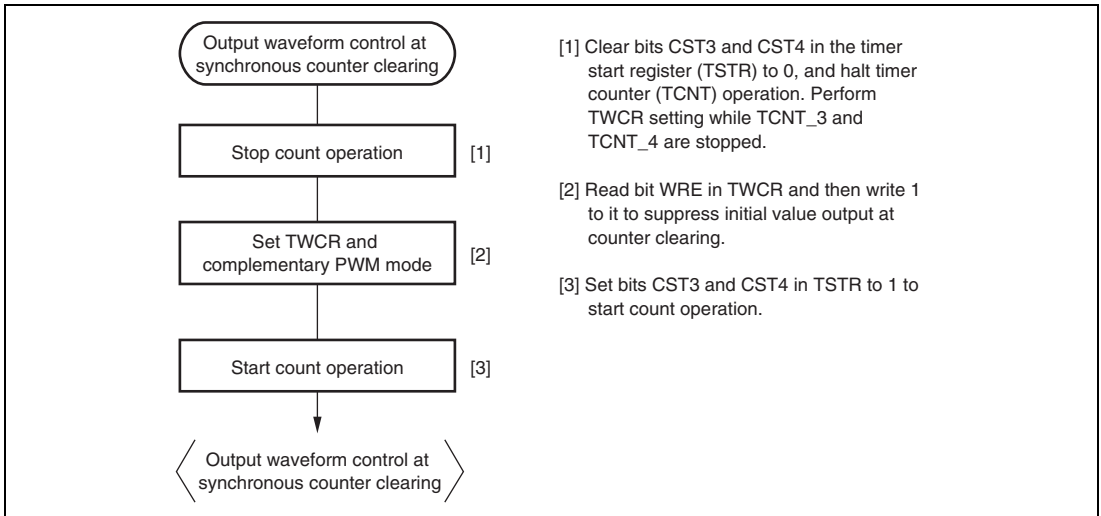 Output waveform control at
synchronous counter clearing
Stop count operation
[1]
Set TWCR and
complementary PWM mode
[2]
Start count operation
[3]
Output waveform control at
synchronous counter clearing
[1] Clear bits CST3 and CST4 in the timer
start register (TSTR) to 0, and halt timer
counter (TCNT) operation. Perform
TWCR setting while TCNT_3 and
TCNT_4 are stopped.
[2] Read bit WRE in TWCR and then write 1
to it to suppress initial value output at
counter clearing.
[3] Set bits CST3 and CST4 in TSTR to 1 to
start count operation.